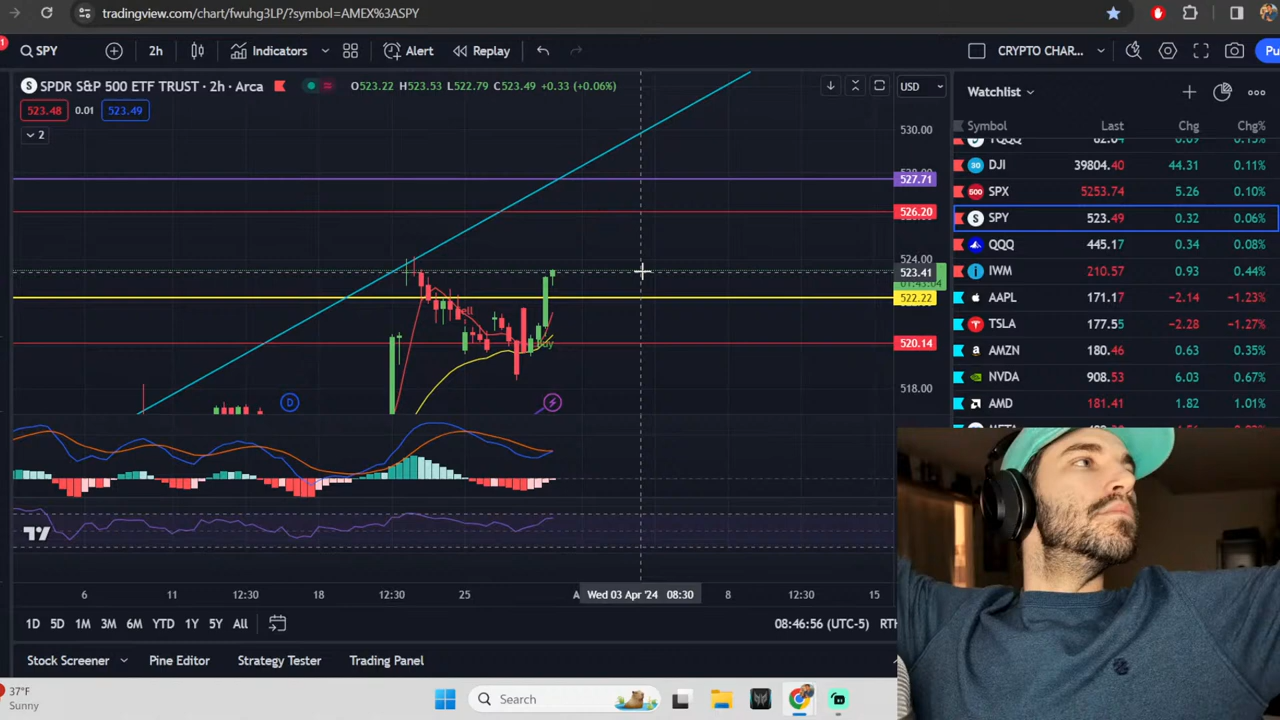 tradingview.com/chart/fwuhg3LP/?symbol=AMEX%3ASPY
SPY 2h Indicators Alert Replay CRYPTO CHAR... Pu
S SPDR S&P 500 ETF TRUST · 2h · Arca O523.22 H523.53 L522.79 C523.49 +0.33 (+0.06%) USD
523.48 0.01 523.49
2
530.00
527.71
526.20
524.00
523.41
01:43:04
522.22
520.14
518.00
D
6 11 12:30 18 12:30 25 A Wed 03 Apr '24 08:30 8 12:30 15
1D 5D 1M 3M 6M YTD 1Y 5Y All 08:46:56 (UTC-5) RTH
Stock Screener Pine Editor Strategy Tester Trading Panel
Watchlist
Symbol Last Chg Chg%
DJI 39804.40 44.31 0.11%
500 SPX 5253.74 5.26 0.10%
S SPY 523.49 0.32 0.06%
QQQ 445.17 0.34 0.08%
IWM 210.57 0.93 0.44%
AAPL 171.17 −2.14 −1.23%
TSLA 177.55 −2.28 −1.27%
AMZN 180.46 0.63 0.35%
NVDA 908.53 6.03 0.67%
AMD 181.41 1.82 1.01%
37°F
Sunny
Search